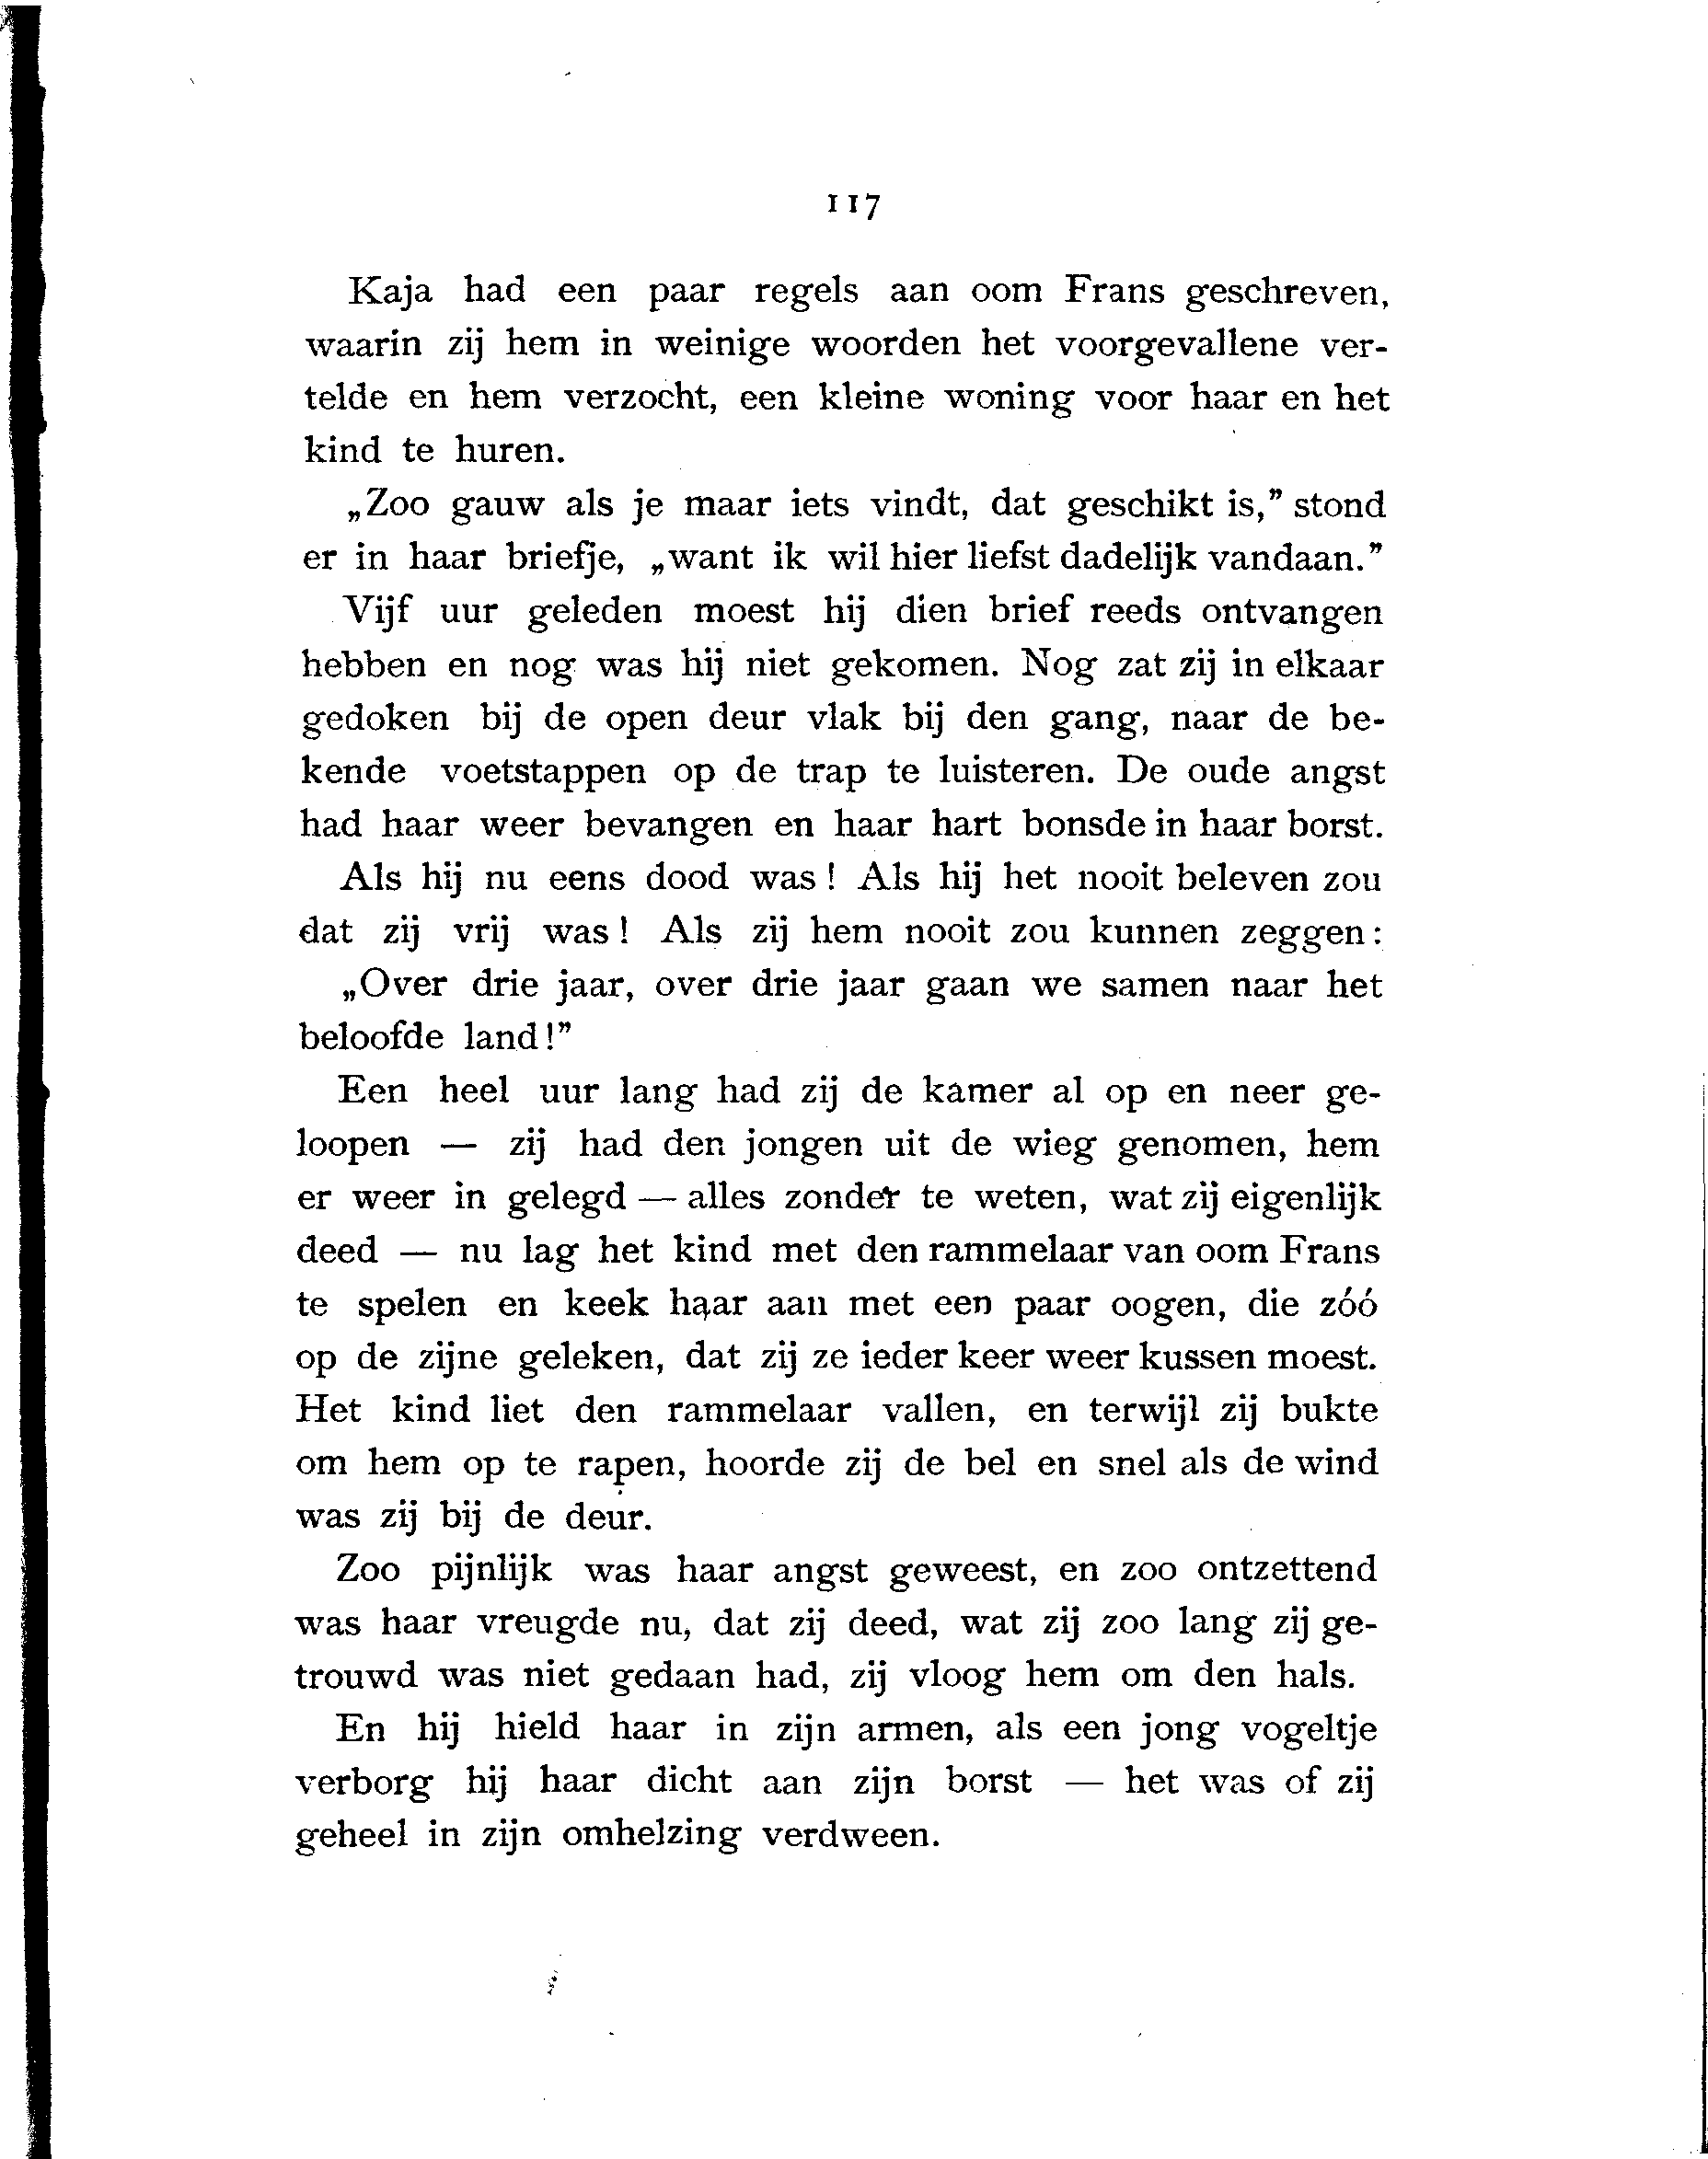 117
Kaja had een paar regels aan oom Frans geschreven,
waarin zij hem in weinige woorden het voorgevallene ver-
telde en hem verzocht, een kleine woning voor haar en het
kind te huren.
„Zoo gauw als je maar iets vindt, dat geschikt is,” stond
er in haar briefje, „want ik wil hier liefst dadelijk vandaan.”
Vijf uur geleden moest hij dien brief reeds ontvangen
hebben en nog was hij niet gekomen. Nog zat zij in elkaar
gedoken bij de open deur vlak bij den gang, naar de be-
kende voetstappen op de trap te luisteren. De oude angst
had haar weer bevangen en haar hart bonsde in haar borst.
Als hij nu eens dood was! Als hij het nooit beleven zou
dat zij vrij was! Als zij hem nooit zou kunnen zeggen:
„Over drie jaar, over drie jaar gaan we samen naar het
beloofde land!”
Een heel uur lang had zij de kamer al op en neer ge-
loopen — zij had den jongen uit de wieg genomen, hem
er weer in gelegd — alles zonder te weten, wat zij eigenlijk
deed — nu lag het kind met den rammelaar van oom Frans
te spelen en keek haar aan met een paar oogen, die zóó
op de zijne geleken, dat zij ze ieder keer weer kussen moest.
Het kind liet den rammelaar vallen, en terwijl zij bukte
om hem op te rapen, hoorde zij de bel en snel als de wind
was zij bij de deur.
Zoo pijnlijk was haar angst geweest, en zoo ontzettend
was haar vreugde nu, dat zij deed, wat zij zoo lang zij ge-
trouwd was niet gedaan had, zij vloog hem om den hals.
En hij hield haar in zijn armen, als een jong vogeltje
verborg hij haar dicht aan zijn borst — het was of zij
geheel in zijn omhelzing verdween.